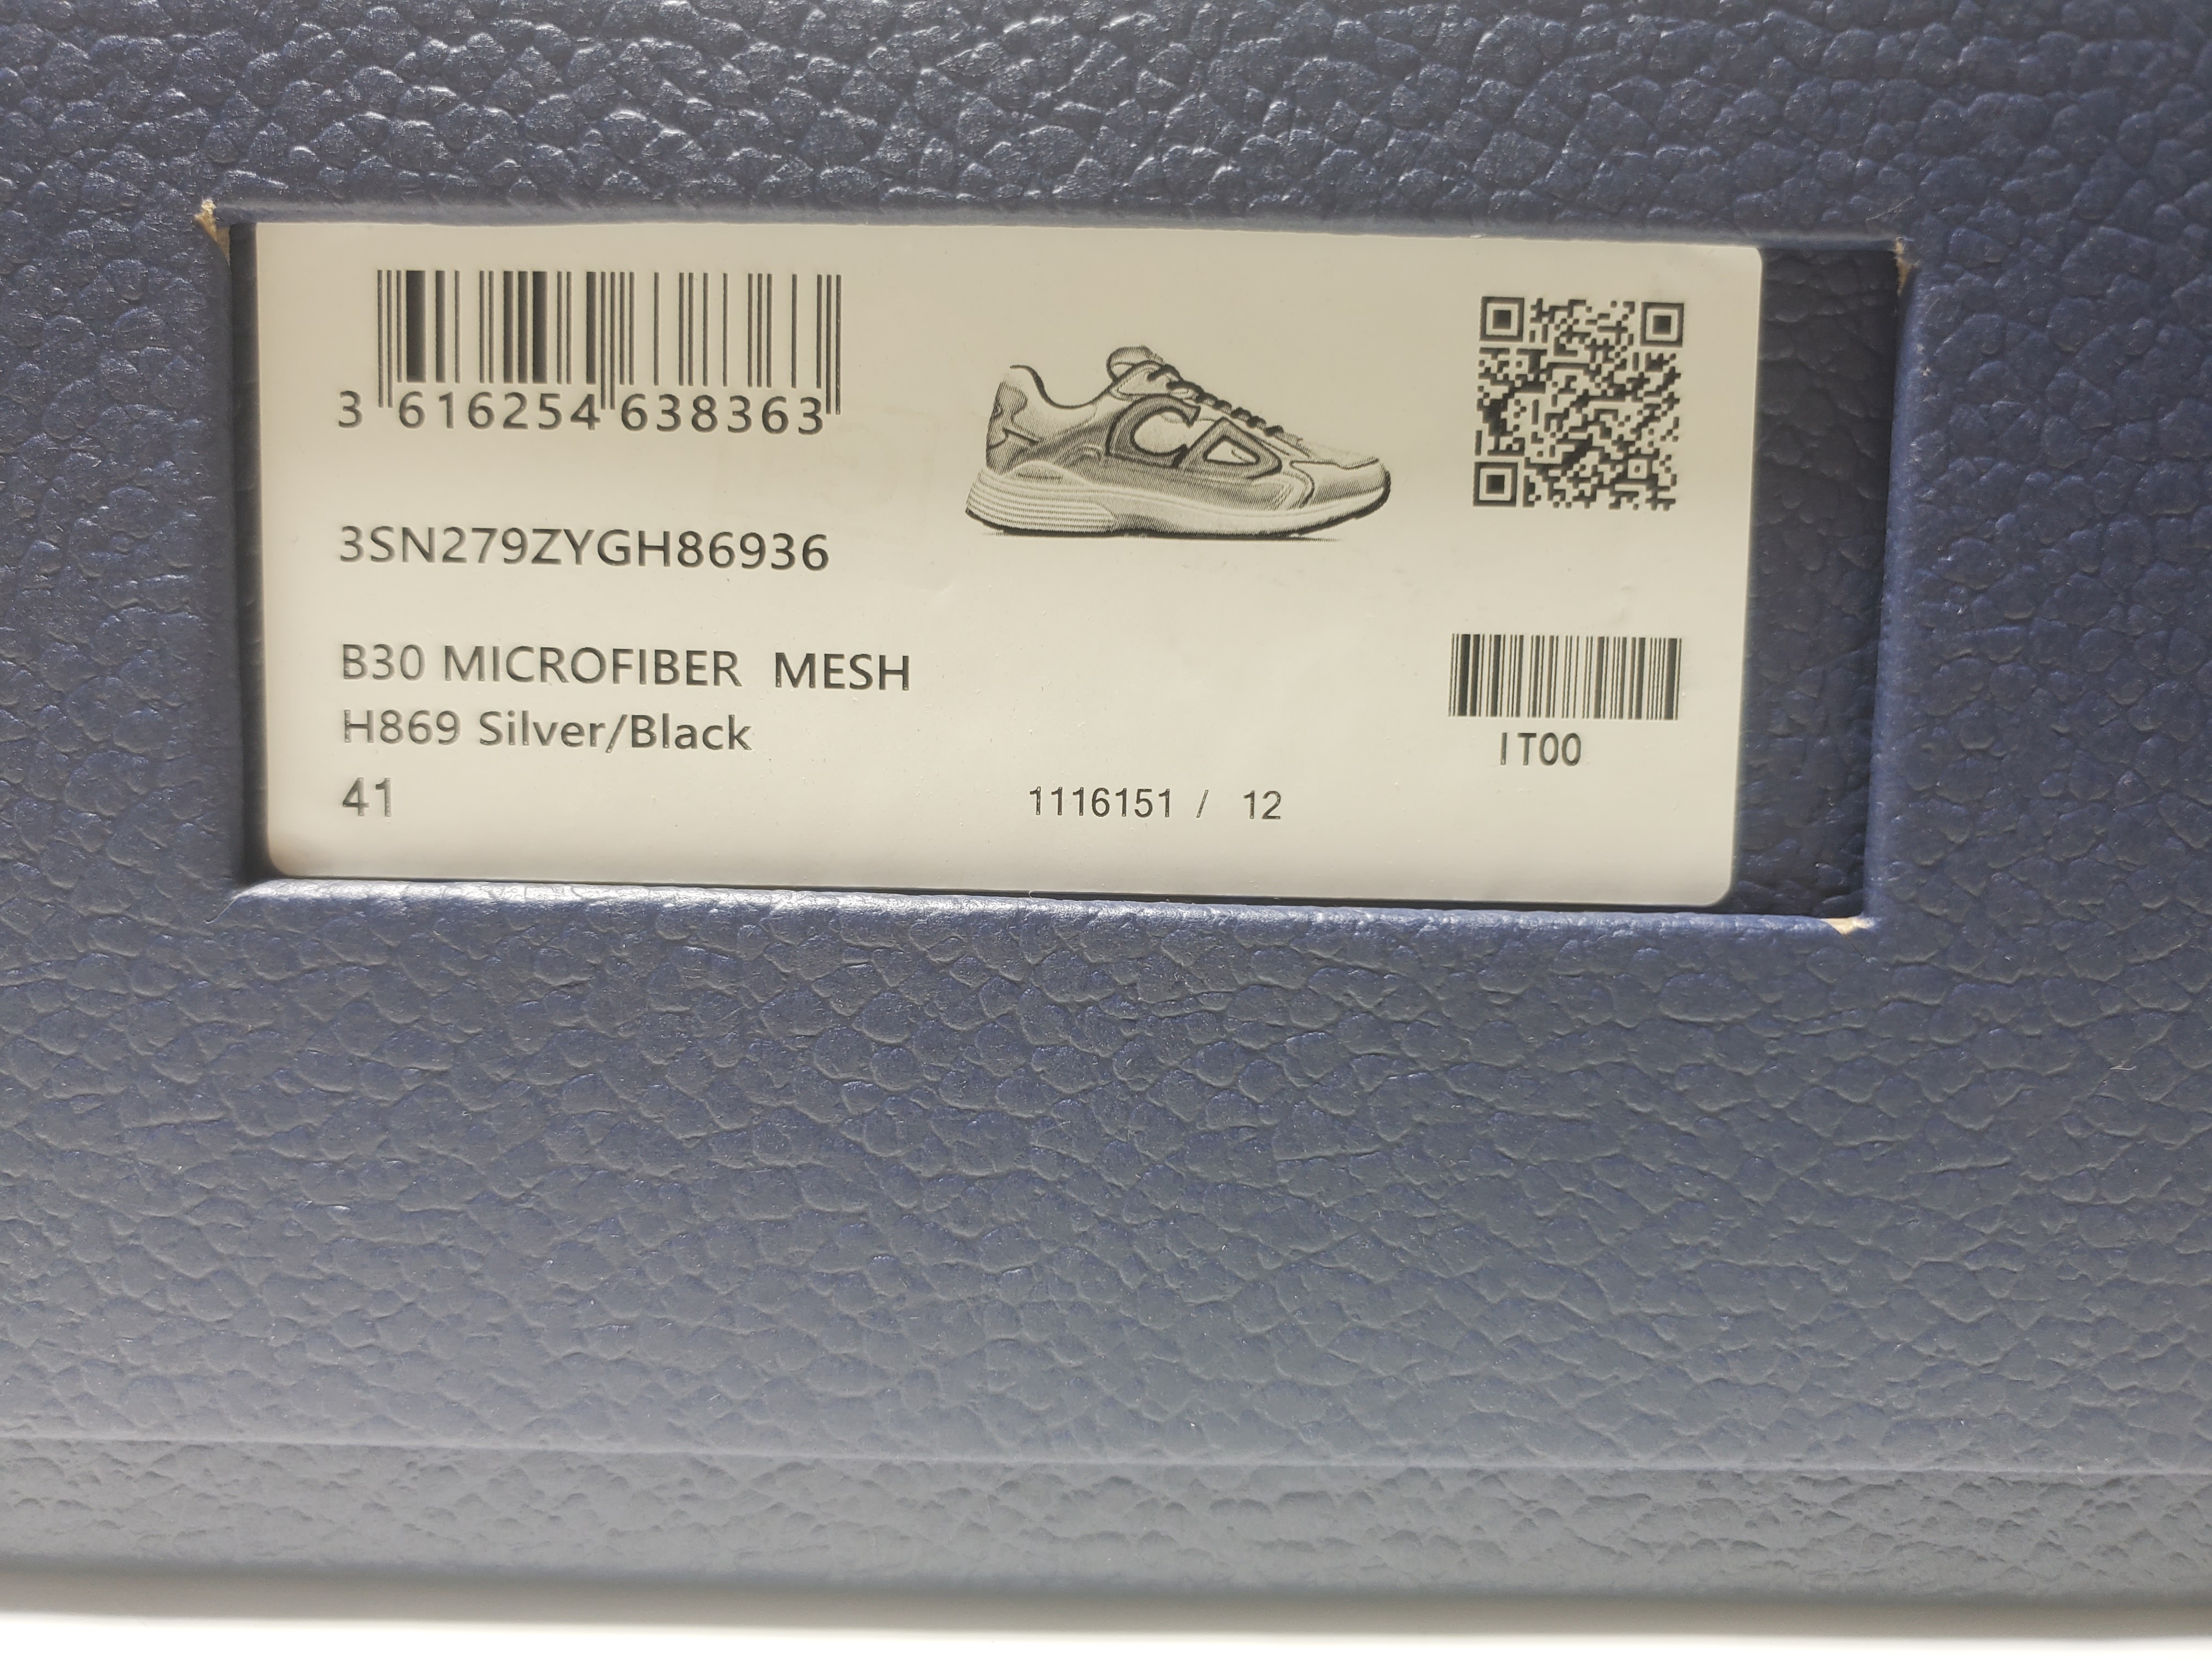 3 616254 638363
3SN279ZYGH86936
B30 MICROFIBER MESH
H869 Silver/Black
41
1116151 / 12
IT00